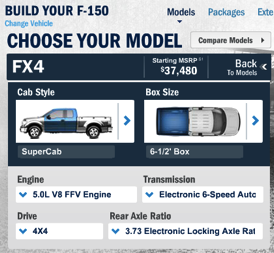 BUILD YOUR F-150
Change Vehicle
Models Packages Exte
CHOOSE YOUR MODEL
Compare Models
FX4
Starting MSRP
$37,480
Back
To Models
Cab Style
Box Size
SuperCab
6-1/2' Box
Engine
Transmission
5.0L V8 FFV Engine
Electronic 6-Speed Auto
Drive
Rear Axle Ratio
4X4
3.73 Electronic Locking Axle Rat